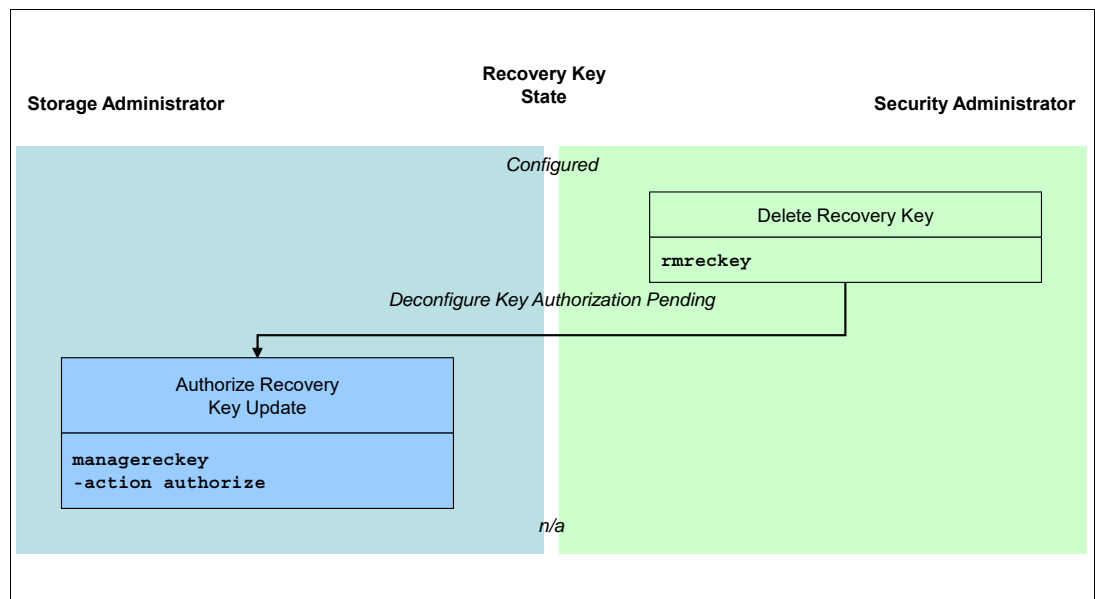 Recovery Key
State
Storage Administrator
Security Administrator
Configured
Delete Recovery Key
rmreckey
Deconfigure Key Authorization Pending
Authorize Recovery
Key Update
managereckey
-action authorize
n/a